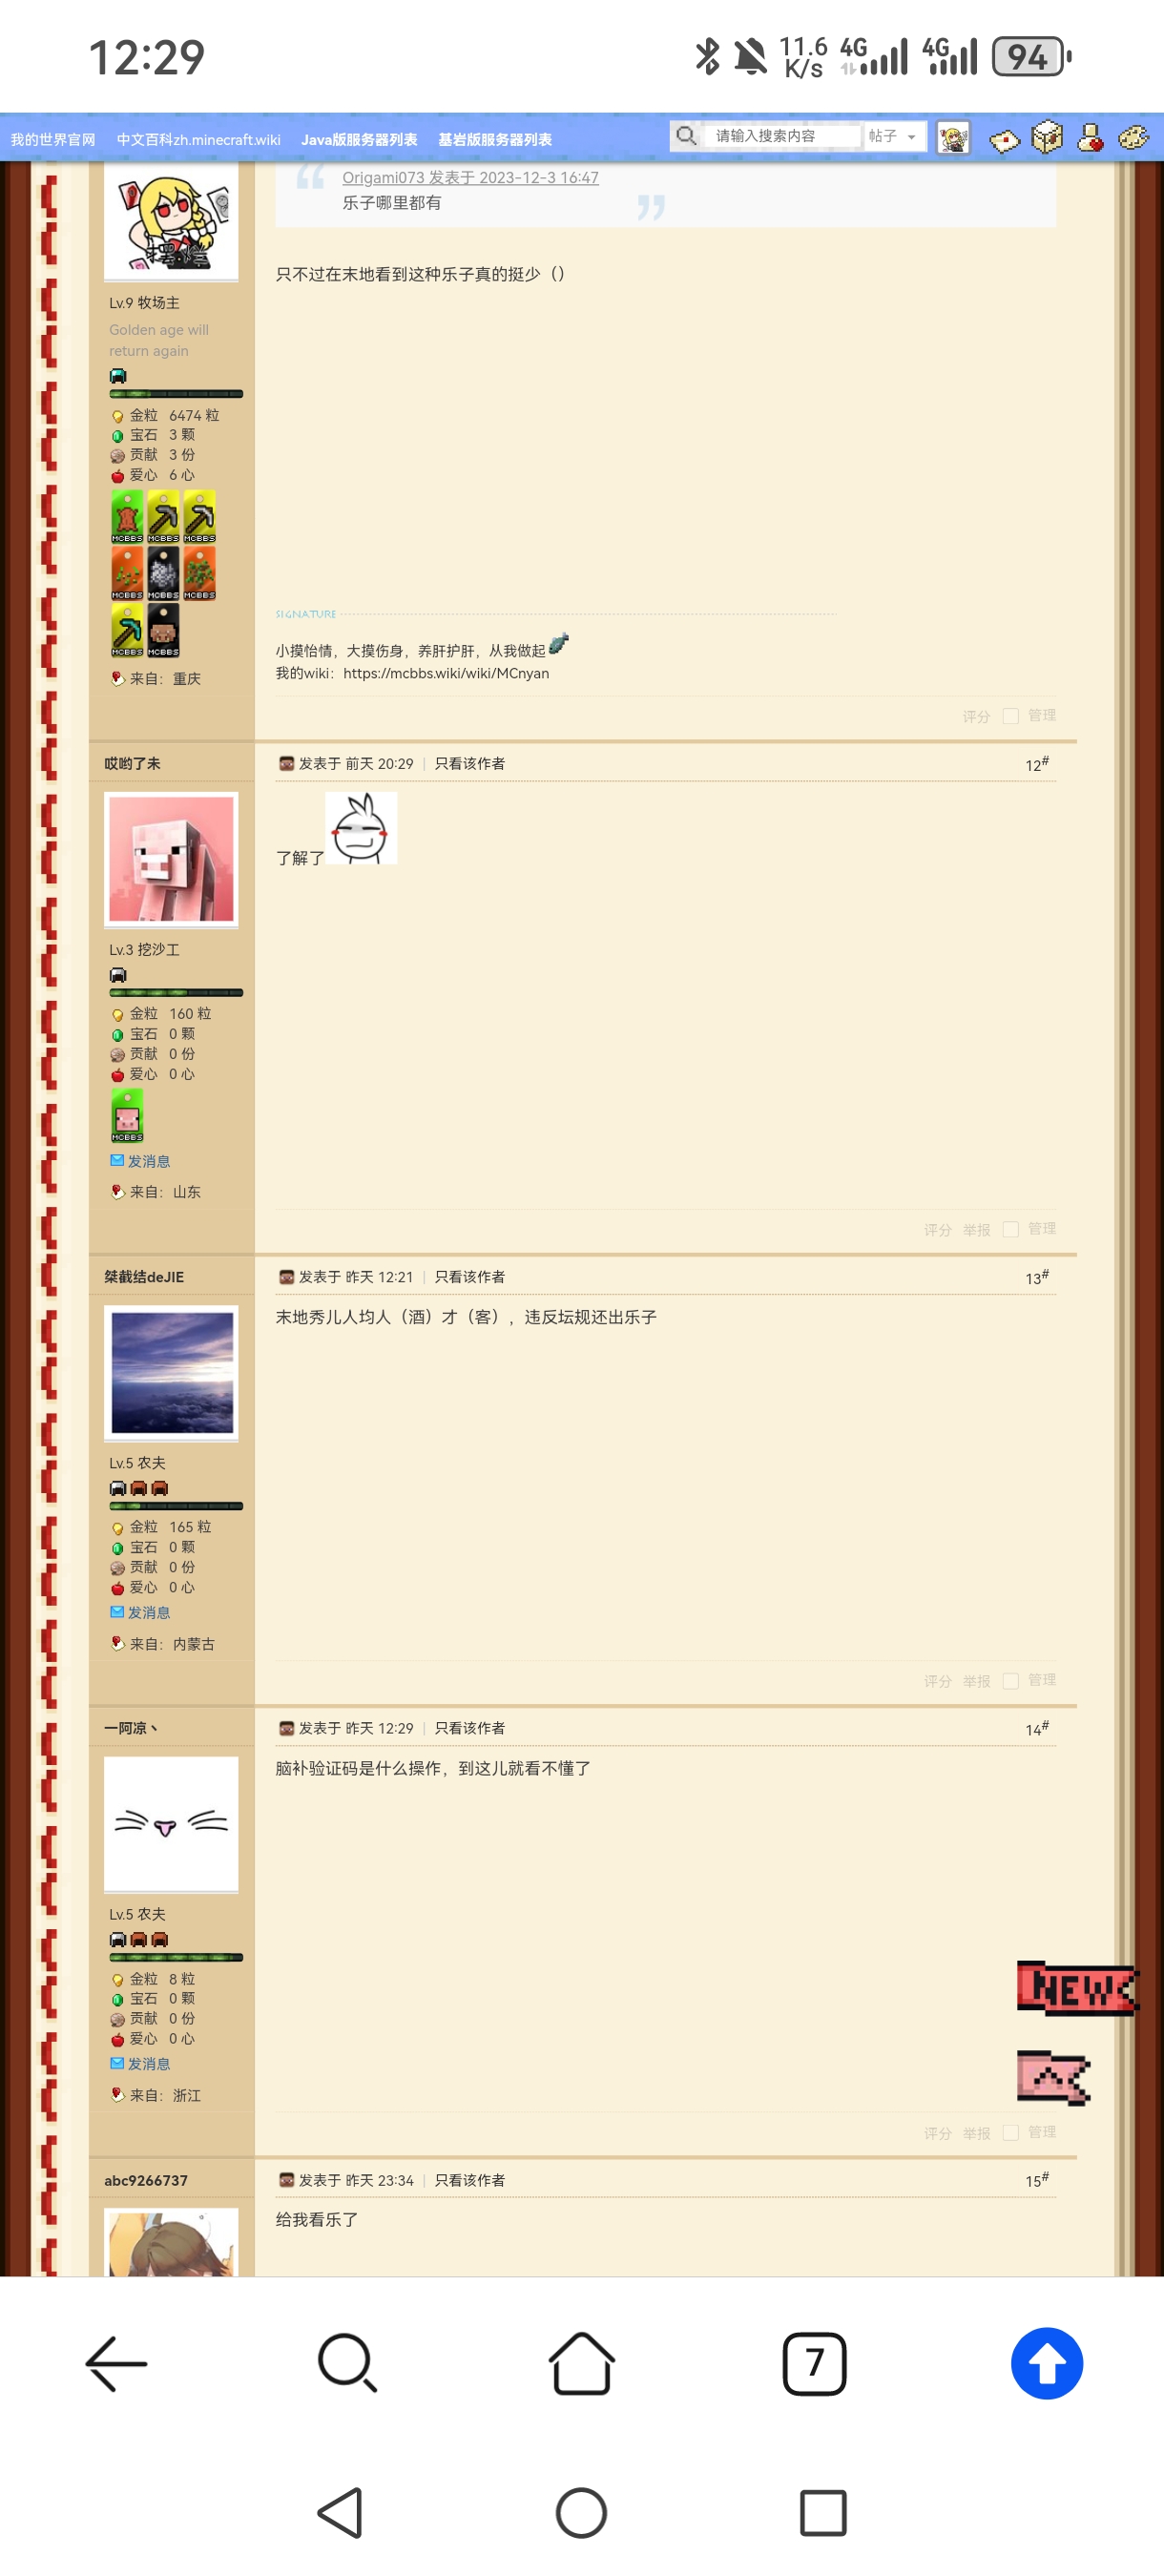 12:29
11.6 K/s 4G 4G 94
我的世界官网 中文百科zh.minecraft.wiki Java版服务器列表 基岩版服务器列表 请输入搜索内容 帖子
Origami073 发表于 2023-12-3 16:47
乐子哪里都有
只不过在末地看到这种乐子真的挺少（）
Lv.9 牧场主
Golden age will
return again
金粒 6474 粒
宝石 3 颗
贡献 3 份
爱心 6 心
MCBBS MCBBS MCBBS
MCBBS MCBBS MCBBS
MCBBS MCBBS
来自：重庆
SIGNATURE
小摸怡情，大摸伤身，养肝护肝，从我做起
我的wiki：https://mcbbs.wiki/wiki/MCnyan
评分 管理
哎哟了未
发表于 前天 20:29 | 只看该作者 12#
了解了
Lv.3 挖沙工
金粒 160 粒
宝石 0 颗
贡献 0 份
爱心 0 心
MCBBS
发消息
来自：山东
评分 举报 管理
桀截结deJIE
发表于 昨天 12:21 | 只看该作者 13#
末地秀儿人均人（酒）才（客），违反坛规还出乐子
Lv.5 农夫
金粒 165 粒
宝石 0 颗
贡献 0 份
爱心 0 心
发消息
来自：内蒙古
评分 举报 管理
一阿凉丶
发表于 昨天 12:29 | 只看该作者 14#
脑补验证码是什么操作，到这儿就看不懂了
Lv.5 农夫
金粒 8 粒
宝石 0 颗
贡献 0 份
爱心 0 心
发消息
来自：浙江
NEW
评分 举报 管理
abc9266737
发表于 昨天 23:34 | 只看该作者 15#
给我看乐了
7